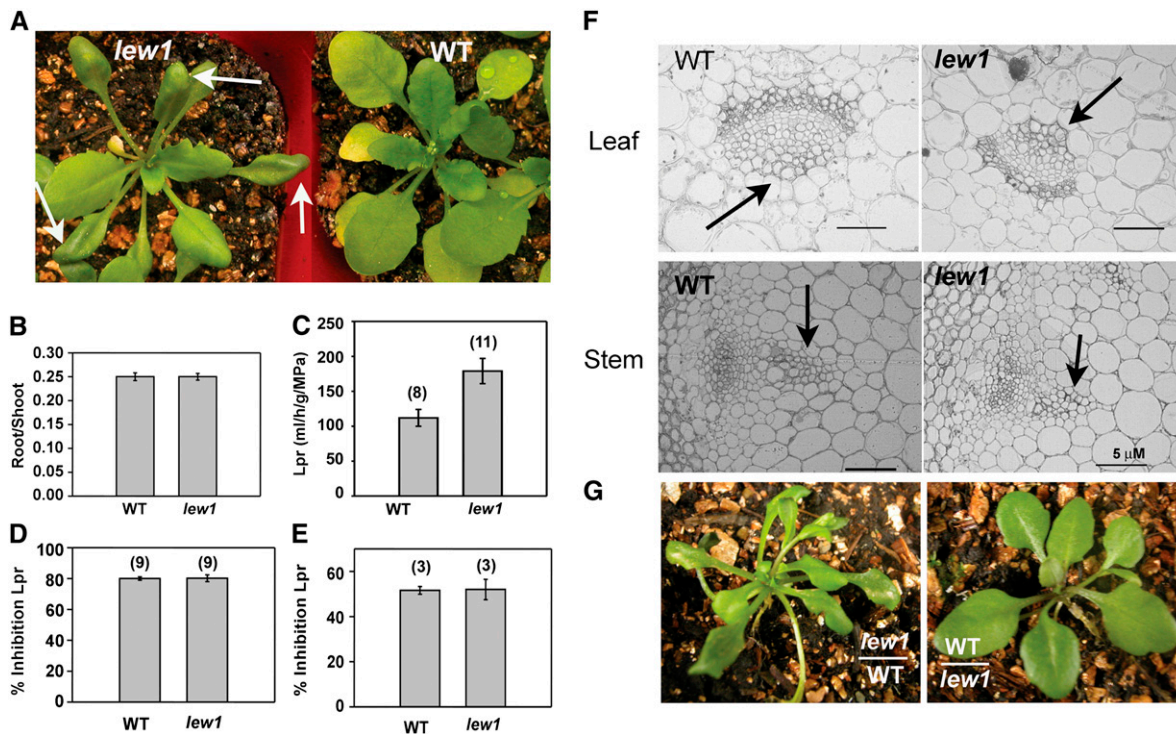 A
lew1
WT
B
Root/Shoot
0.30
0.25
0.20
0.15
0.10
0.05
0.00
WT
lew1
C
Lpr (ml/h/g/MPa)
250
200
150
100
50
0
(8)
(11)
WT
lew1
D
% Inhibition Lpr
100
80
60
40
20
0
(9)
(9)
WT
lew1
E
% Inhibition Lpr
60
40
20
0
(3)
(3)
WT
lew1
F
WT
lew1
Leaf
WT
lew1
Stem
5 µM
G
lew1
WT
WT
lew1